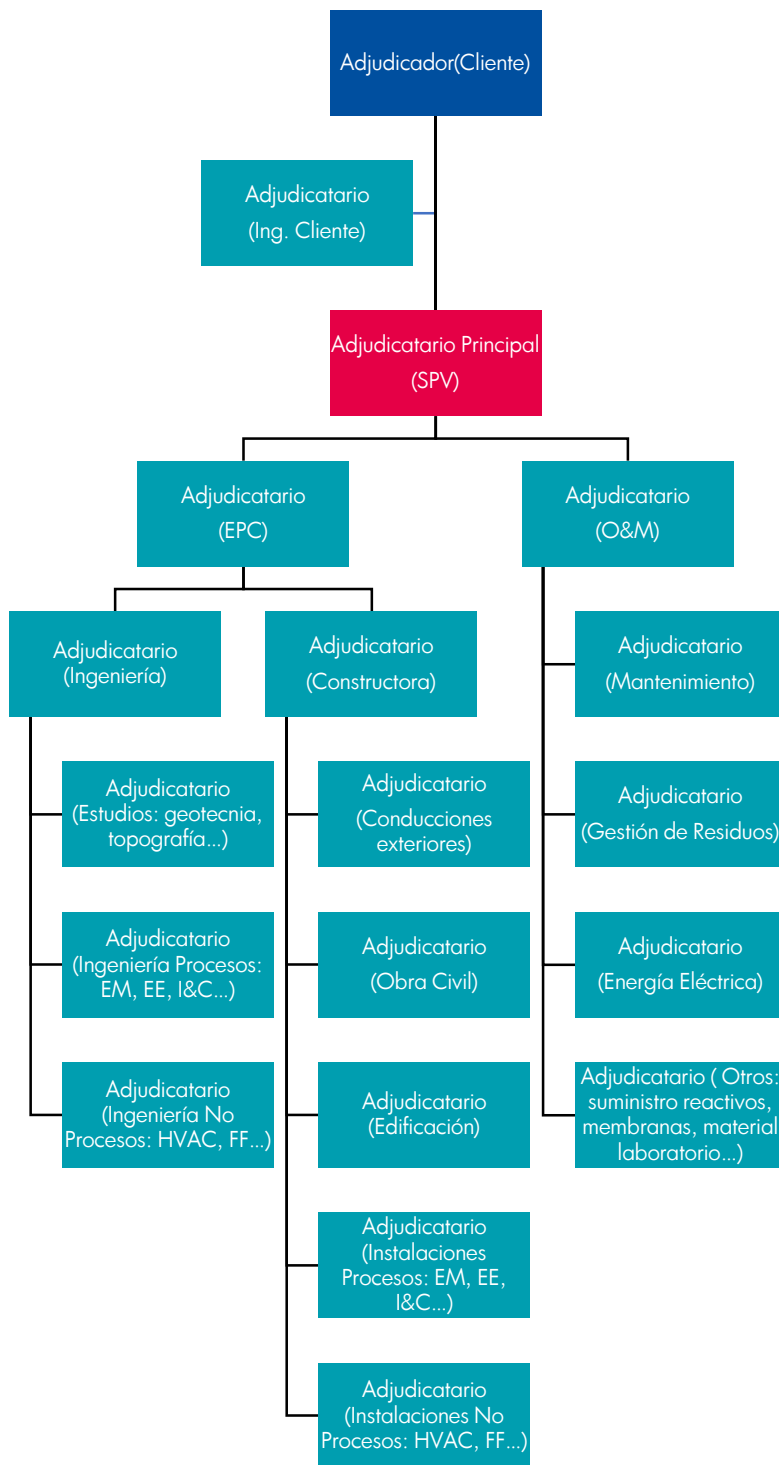 Adjudicador(Cliente)
Adjudicatario
(Ing. Cliente)
Adjudicatario Principal
(SPV)
Adjudicatario
(EPC)
Adjudicatario
(O&M)
Adjudicatario
(Ingeniería)
Adjudicatario
(Constructora)
Adjudicatario
(Mantenimiento)
Adjudicatario
(Estudios: geotecnia,
topografía...)
Adjudicatario
(Conducciones
exteriores)
Adjudicatario
(Gestión de Residuos)
Adjudicatario
(Ingeniería Procesos:
EM, EE, I&C...)
Adjudicatario
(Obra Civil)
Adjudicatario
(Energía Eléctrica)
Adjudicatario
(Ingeniería No
Procesos: HVAC, FF...)
Adjudicatario
(Edificación)
Adjudicatario ( Otros:
suministro reactivos,
membranas, material
laboratorio...)
Adjudicatario
(Instalaciones
Procesos: EM, EE,
I&C...)
Adjudicatario
(Instalaciones No
Procesos: HVAC, FF...)